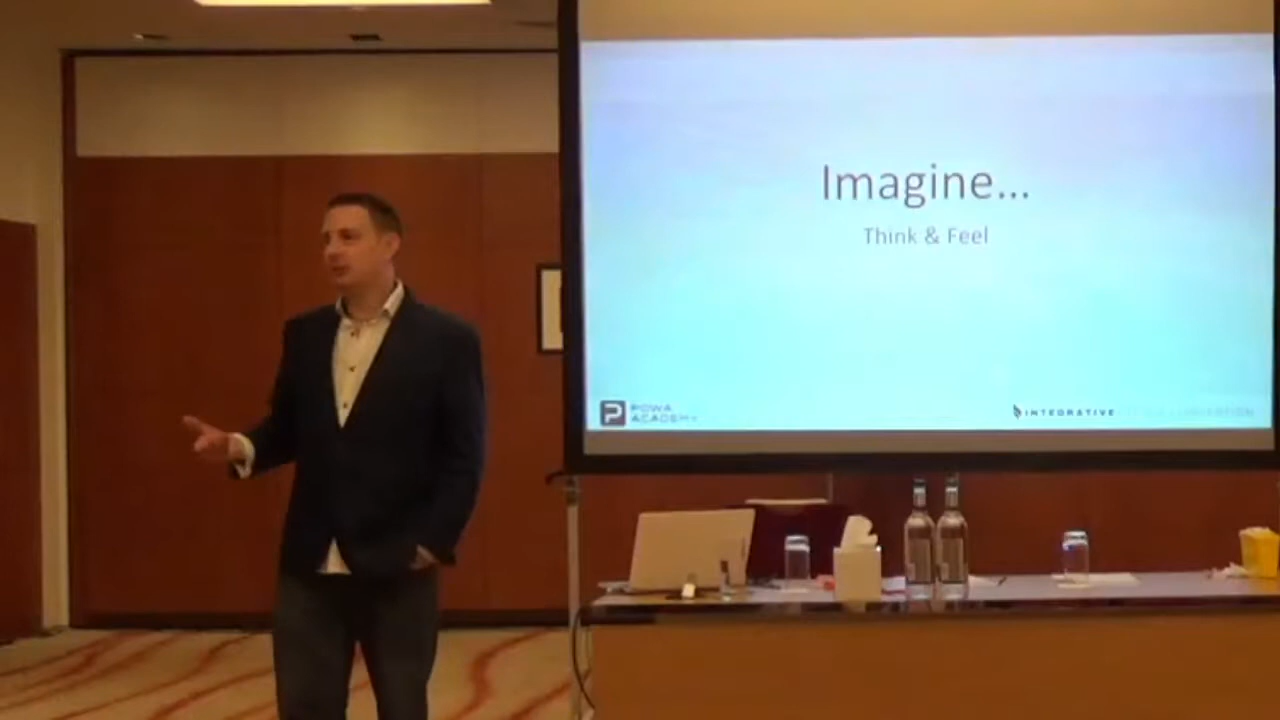 Imagine...
Think & Feel
POWA
ACADEMY
INTEGRATIVE